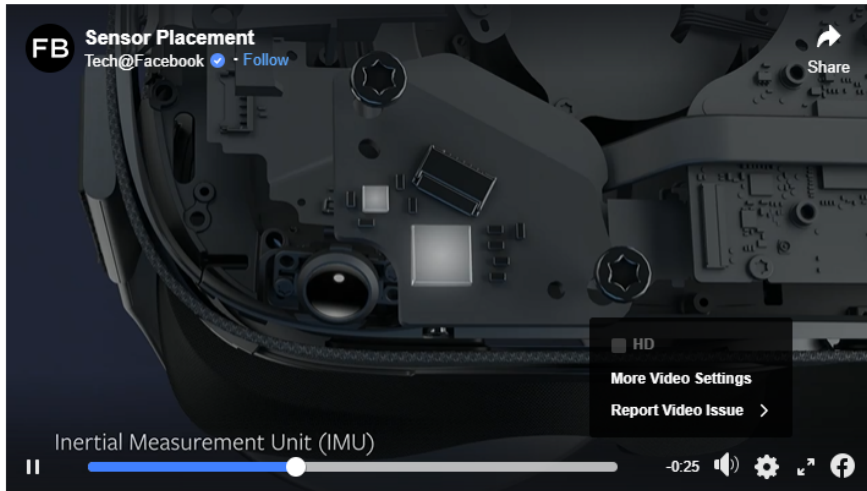 FB
Sensor Placement
Tech@Facebook · Follow
Share
HD
More Video Settings
Report Video Issue
Inertial Measurement Unit (IMU)
-0:25